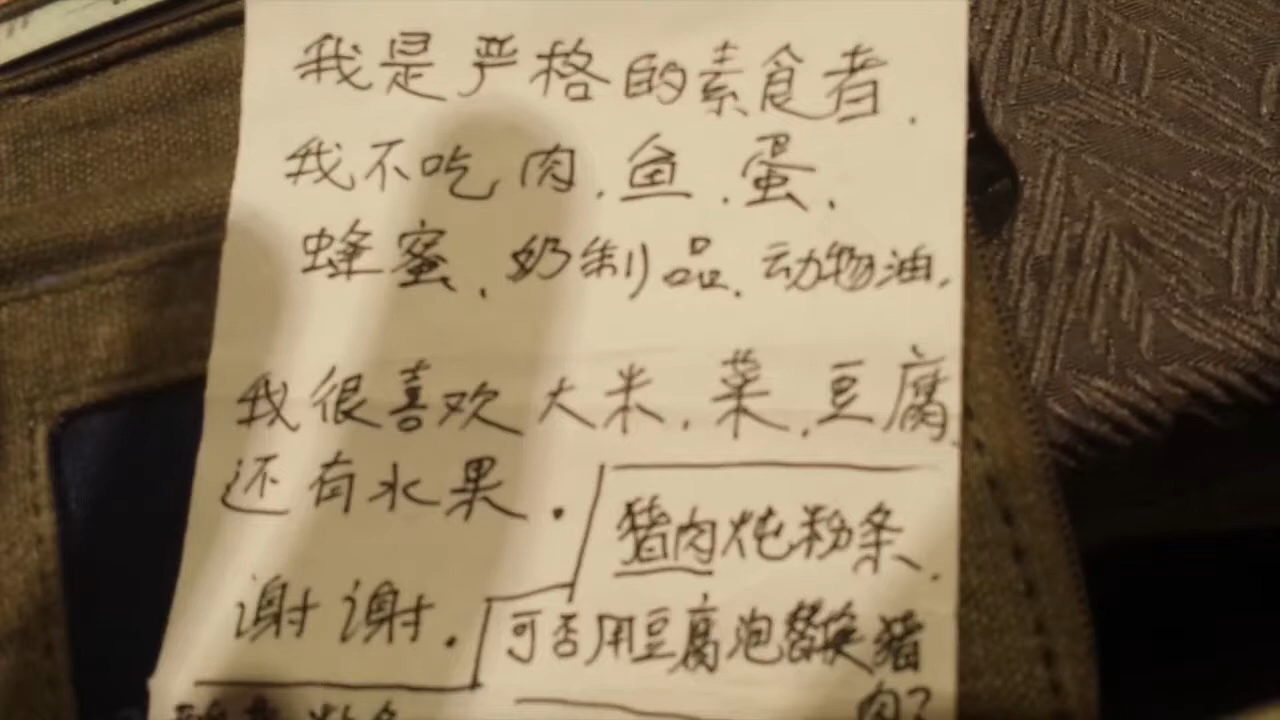 我是严格的素食者.
我不吃肉.鱼.蛋.
蜂蜜.奶制品.动物油.
我很喜欢大米.菜.豆腐.
还有水果.
猪肉炖粉条.
谢谢.
可否用豆腐泡替换猪
肉?